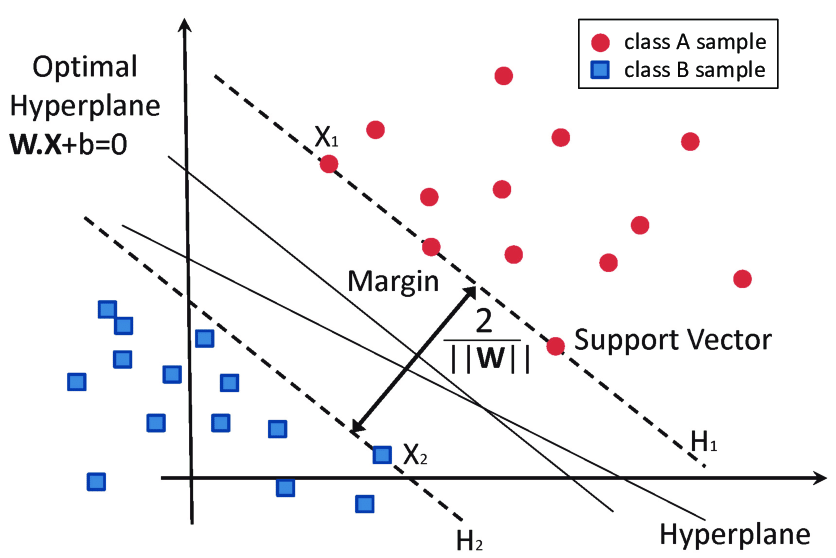 Optimal
Hyperplane
W.X+b=0
class A sample
class B sample
X₁
Margin
2
||W||
Support Vector
H₁
X₂
Hyperplane
H₂